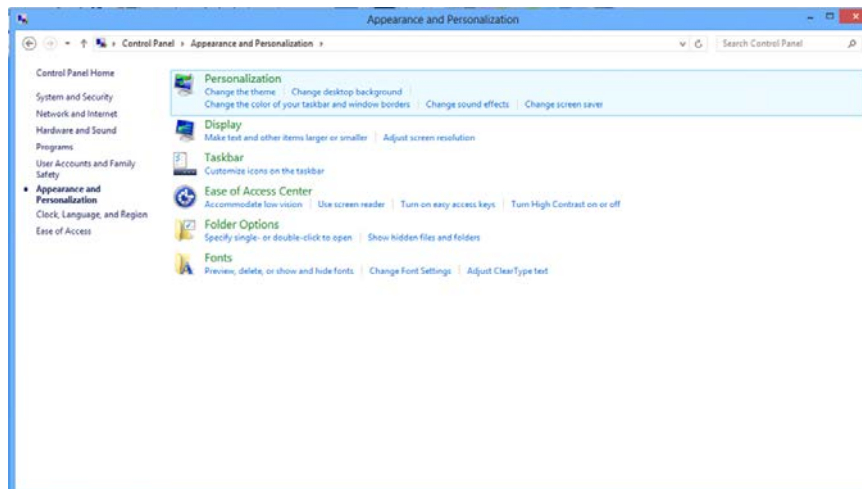 Appearance and Personalization
Control Panel Appearance and Personalization
Search Control Panel
Control Panel Home
System and Security
Network and Internet
Hardware and Sound
Programs
User Accounts and Family
Safety
Appearance and
Personalization
Clock, Language, and Region
Ease of Access
Personalization
Change the theme Change desktop background
Change the color of your taskbar and window borders Change sound effects Change screen saver
Display
Make text and other items larger or smaller Adjust screen resolution
Taskbar
Customize icons on the taskbar
Ease of Access Center
Accommodate low vision Use screen reader Turn on easy access keys Turn High Contrast on or off
Folder Options
Specify single- or double-click to open Show hidden files and folders
Fonts
Preview, delete, or show and hide fonts Change Font Settings Adjust ClearType text